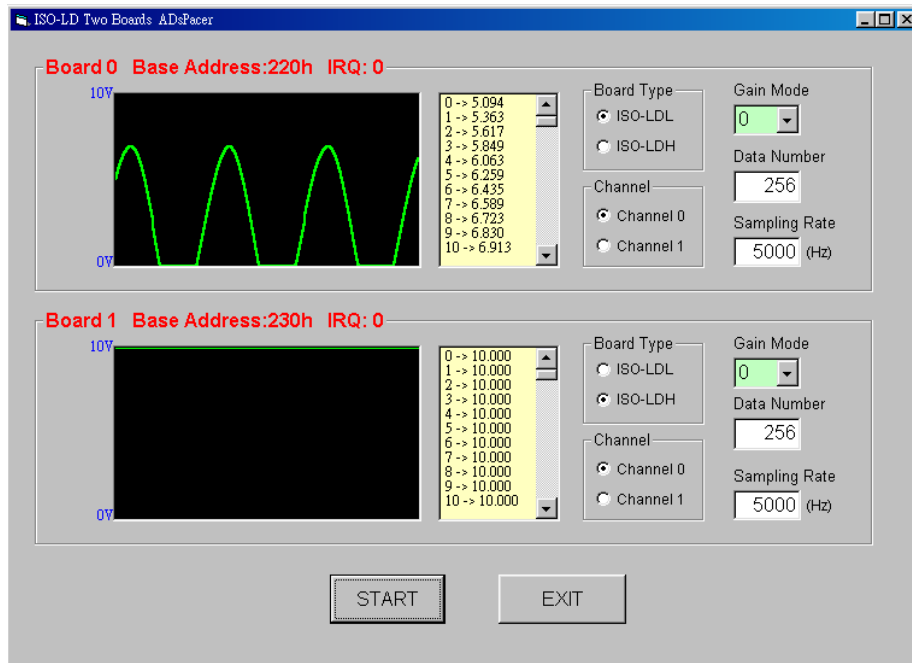 ISO-LD Two Boards ADsPacer
Board 0 Base Address:220h IRQ: 0
10V
0V
0 -> 5.094
1 -> 5.363
2 -> 5.617
3 -> 5.849
4 -> 6.063
5 -> 6.259
6 -> 6.435
7 -> 6.589
8 -> 6.723
9 -> 6.830
10 -> 6.913
Board Type
ISO-LDL
ISO-LDH
Channel
Channel 0
Channel 1
Gain Mode
0
Data Number
256
Sampling Rate
5000 (Hz)
Board 1 Base Address:230h IRQ: 0
10V
0V
0 -> 10.000
1 -> 10.000
2 -> 10.000
3 -> 10.000
4 -> 10.000
5 -> 10.000
6 -> 10.000
7 -> 10.000
8 -> 10.000
9 -> 10.000
10 -> 10.000
Board Type
ISO-LDL
ISO-LDH
Channel
Channel 0
Channel 1
Gain Mode
0
Data Number
256
Sampling Rate
5000 (Hz)
START
EXIT